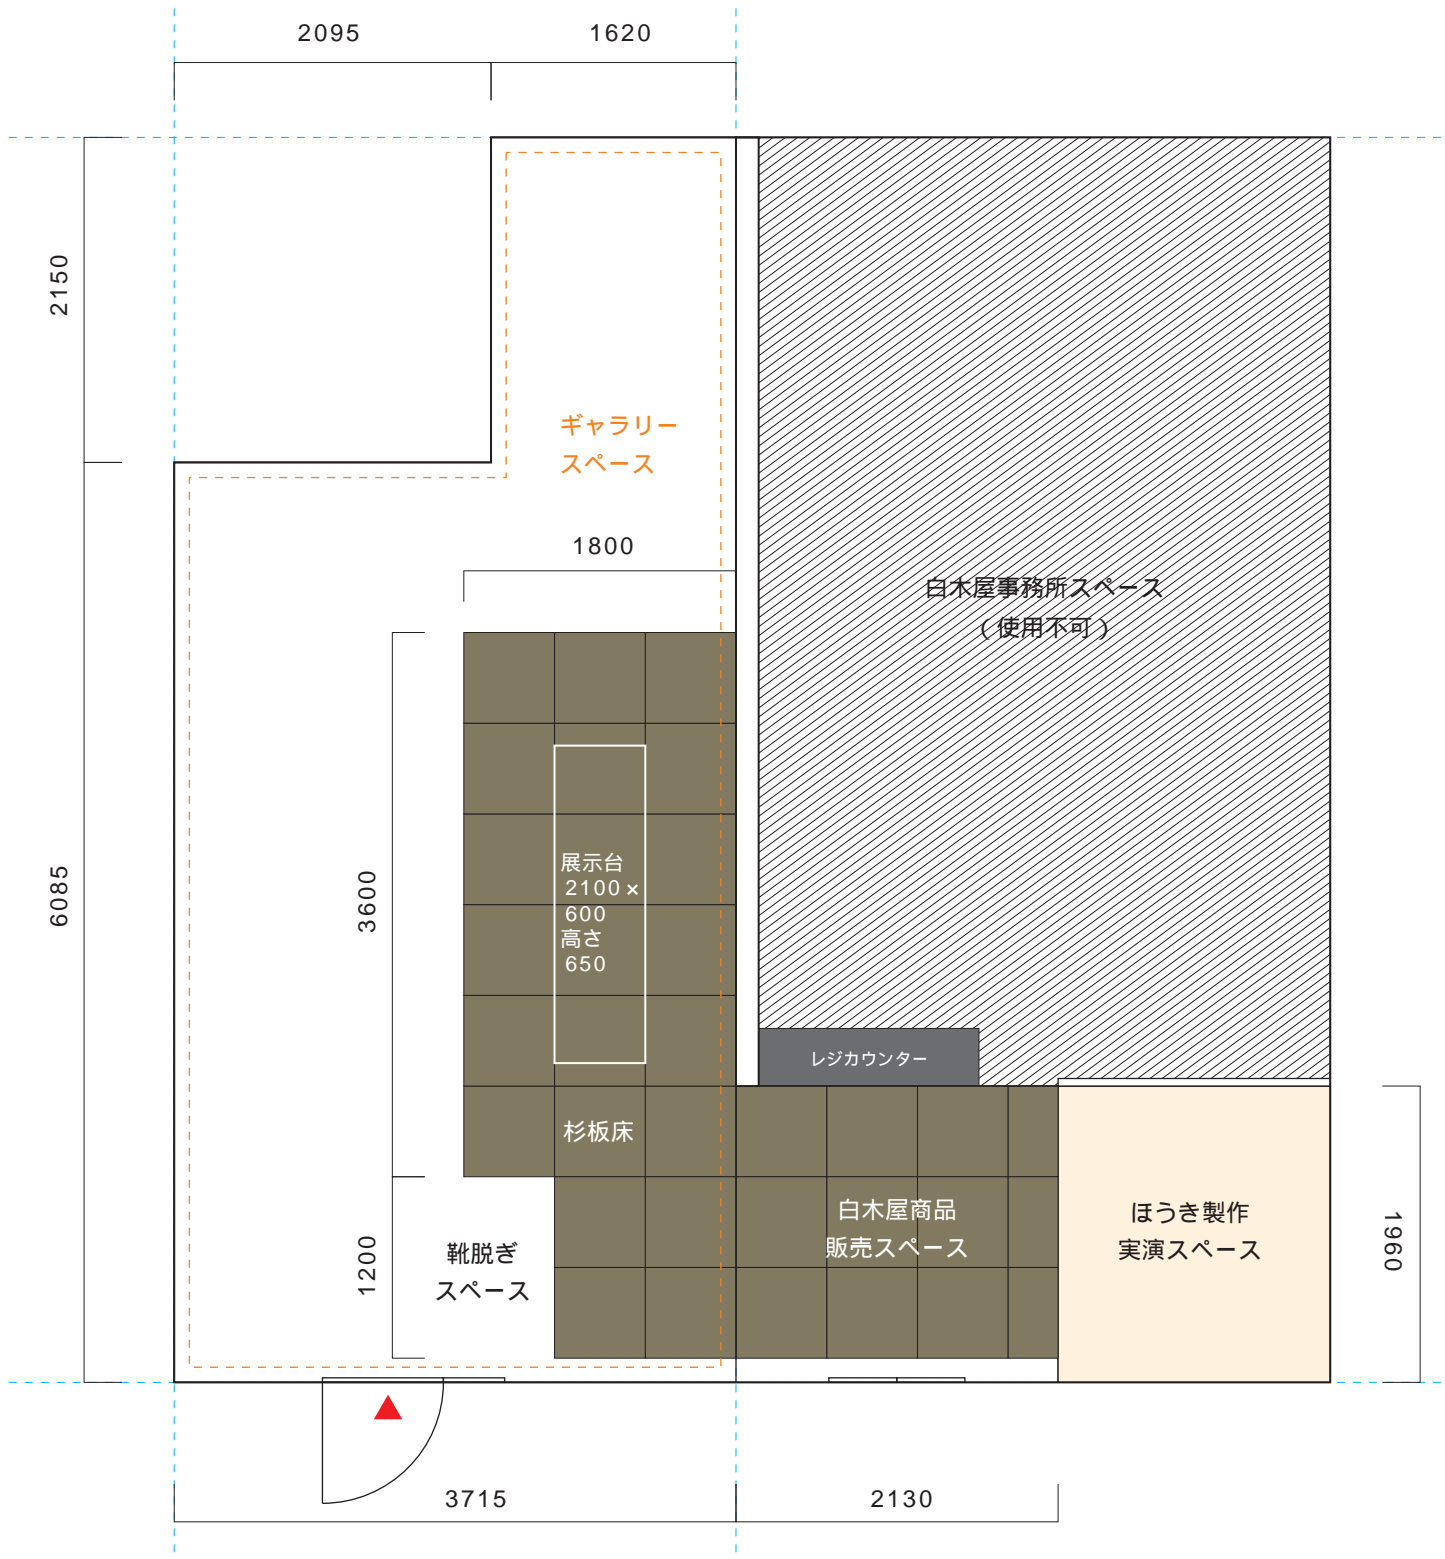 2095
1620
2150
ギャラリー
スペース
1800
白木屋事務所スペース
(使用不可)
6085
3600
展示台
2100×
600
高さ
650
レジカウンター
杉板床
白木屋商品
販売スペース
ほうき製作
実演スペース
1960
1200
靴脱ぎ
スペース
3715
2130